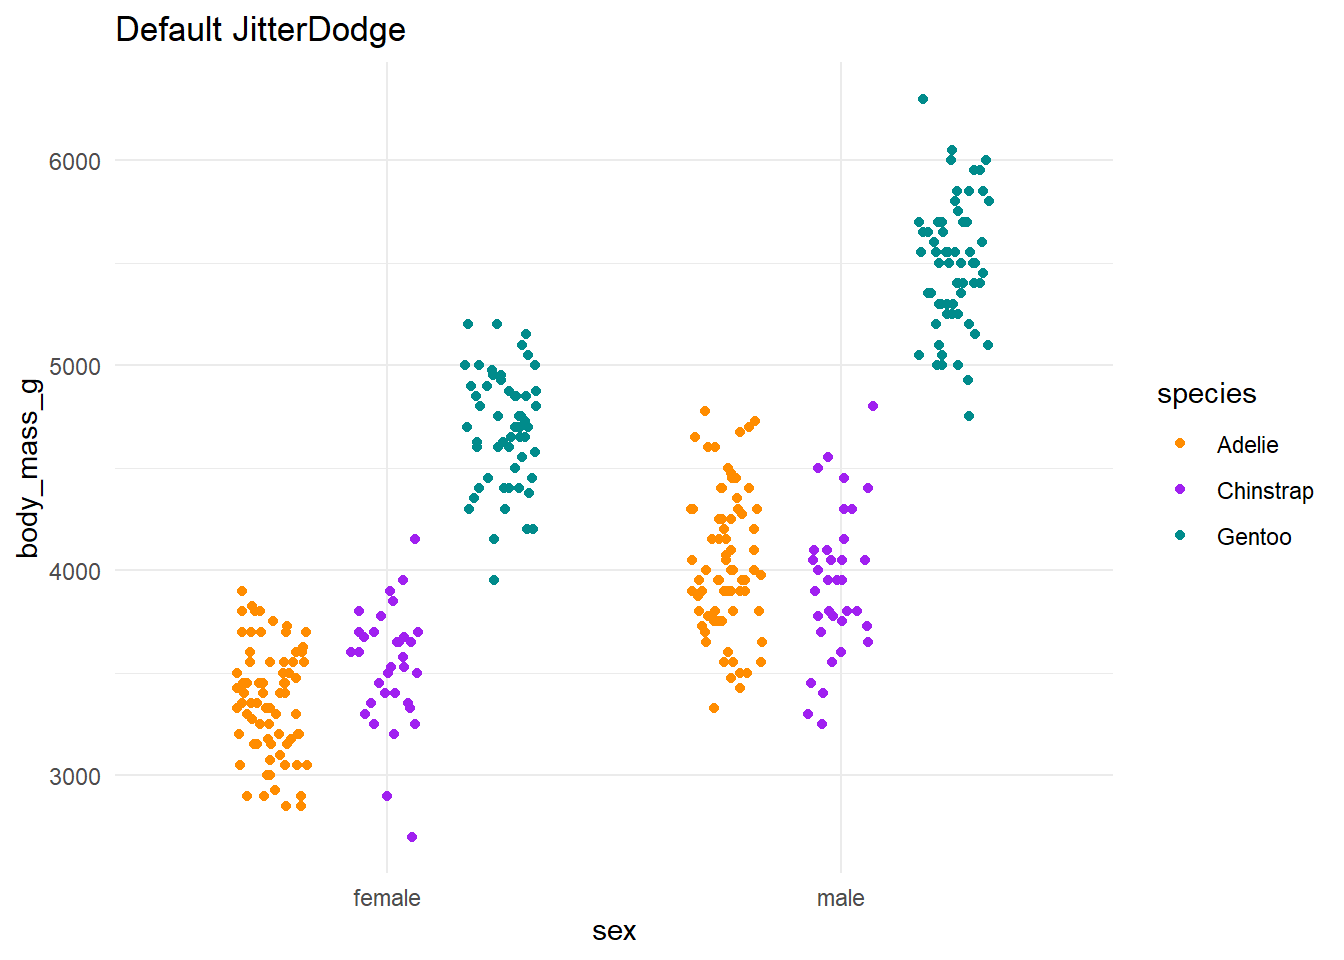 Default JitterDodge
6000
5000
4000
3000
body_mass_g
female
male
sex
species
Adelie
Chinstrap
Gentoo